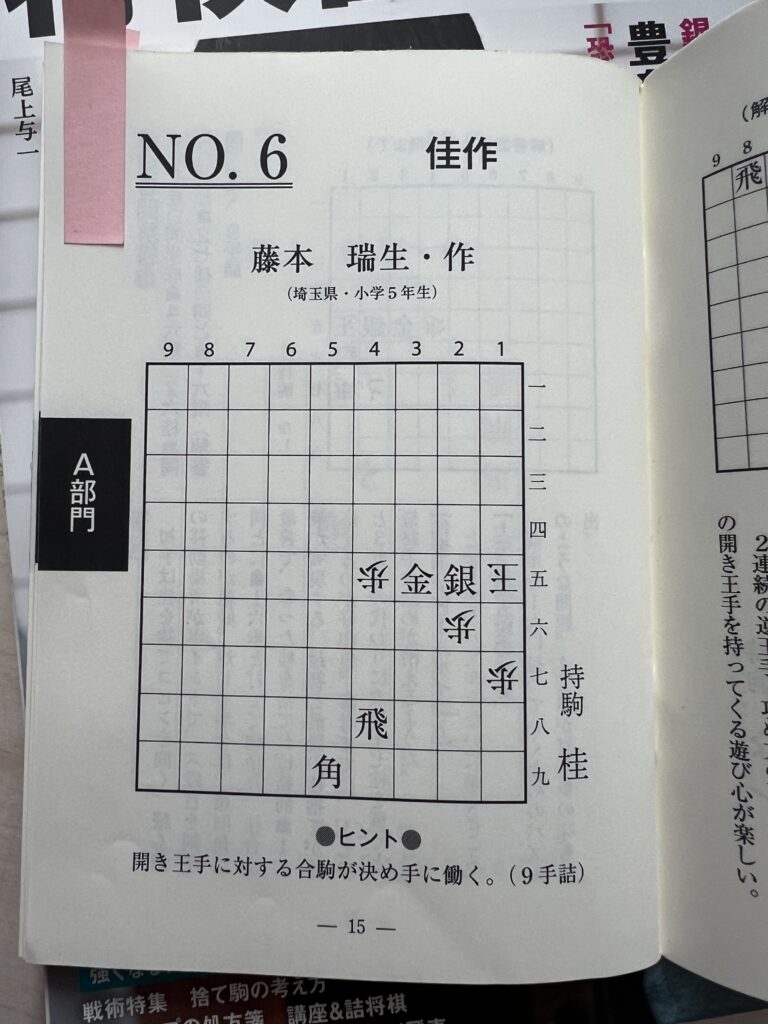 尾上与一
NO. 6
佳作
藤本 瑞生・作
(埼玉県・小学5年生)
A部門
9 8 7 6 5 4 3 2 1
一
二
三
四
歩 金 銀 王 五
歩 六
歩 七
飛 八
角 九
持駒 桂
●ヒント●
開き王手に対する合駒が決め手に働く。(9手詰)
— 15 —
9 8
飛
の開き王手を持ってくる遊び心が楽しい。
戦術特集 捨て駒の考え方
講座&詰将棋